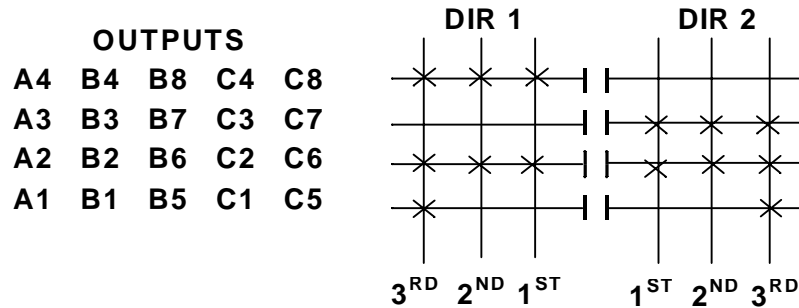 DIR 1 DIR 2
OUTPUTS
A4 B4 B8 C4 C8
A3 B3 B7 C3 C7
A2 B2 B6 C2 C6
A1 B1 B5 C1 C5
3RD 2ND 1ST 1ST 2ND 3RD